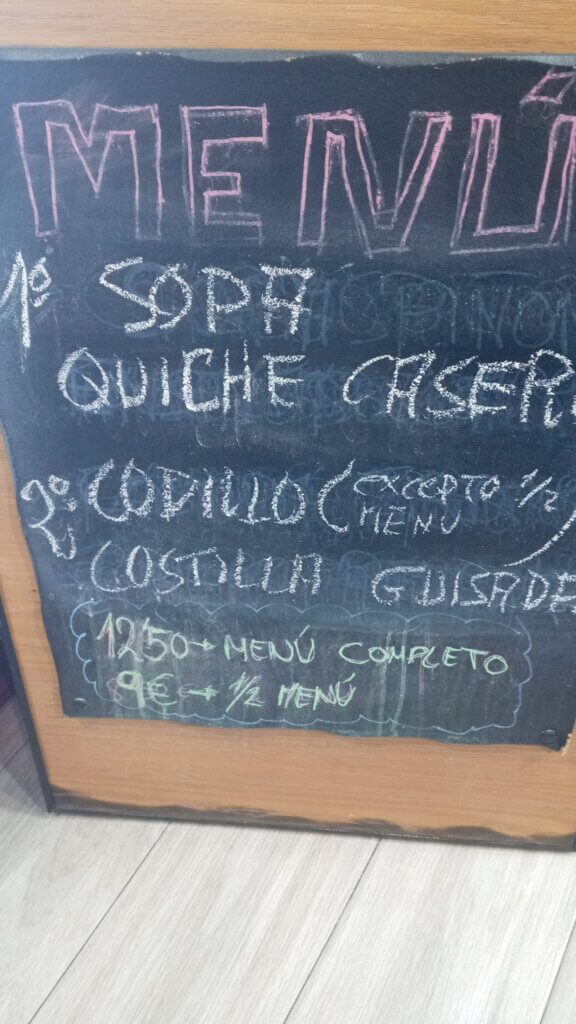 MENÚ
1º SOPA
QUICHE CASER
2º CODILLO (EXCEPTO 1/2
MENÚ)
COSTILLA GUISADA
12'50 → MENÚ COMPLETO
9€ → 1/2 MENÚ